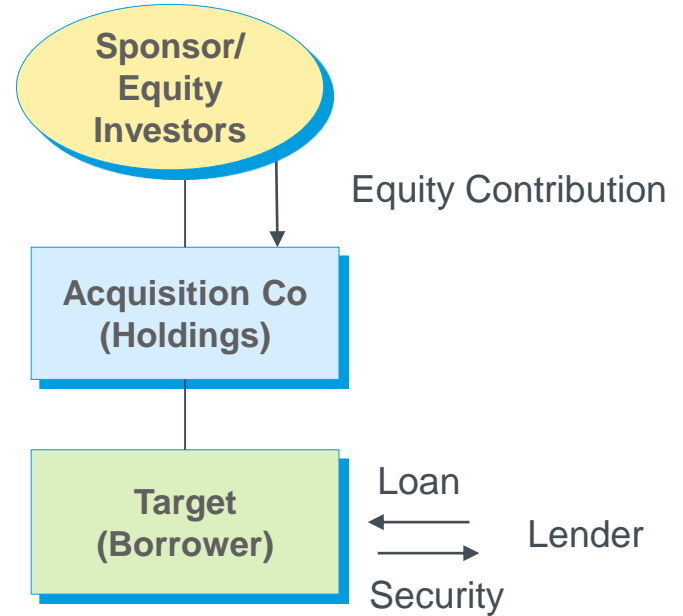 Sponsor/
Equity
Investors
Equity Contribution
Acquisition Co
(Holdings)
Target
(Borrower)
Loan
Lender
Security